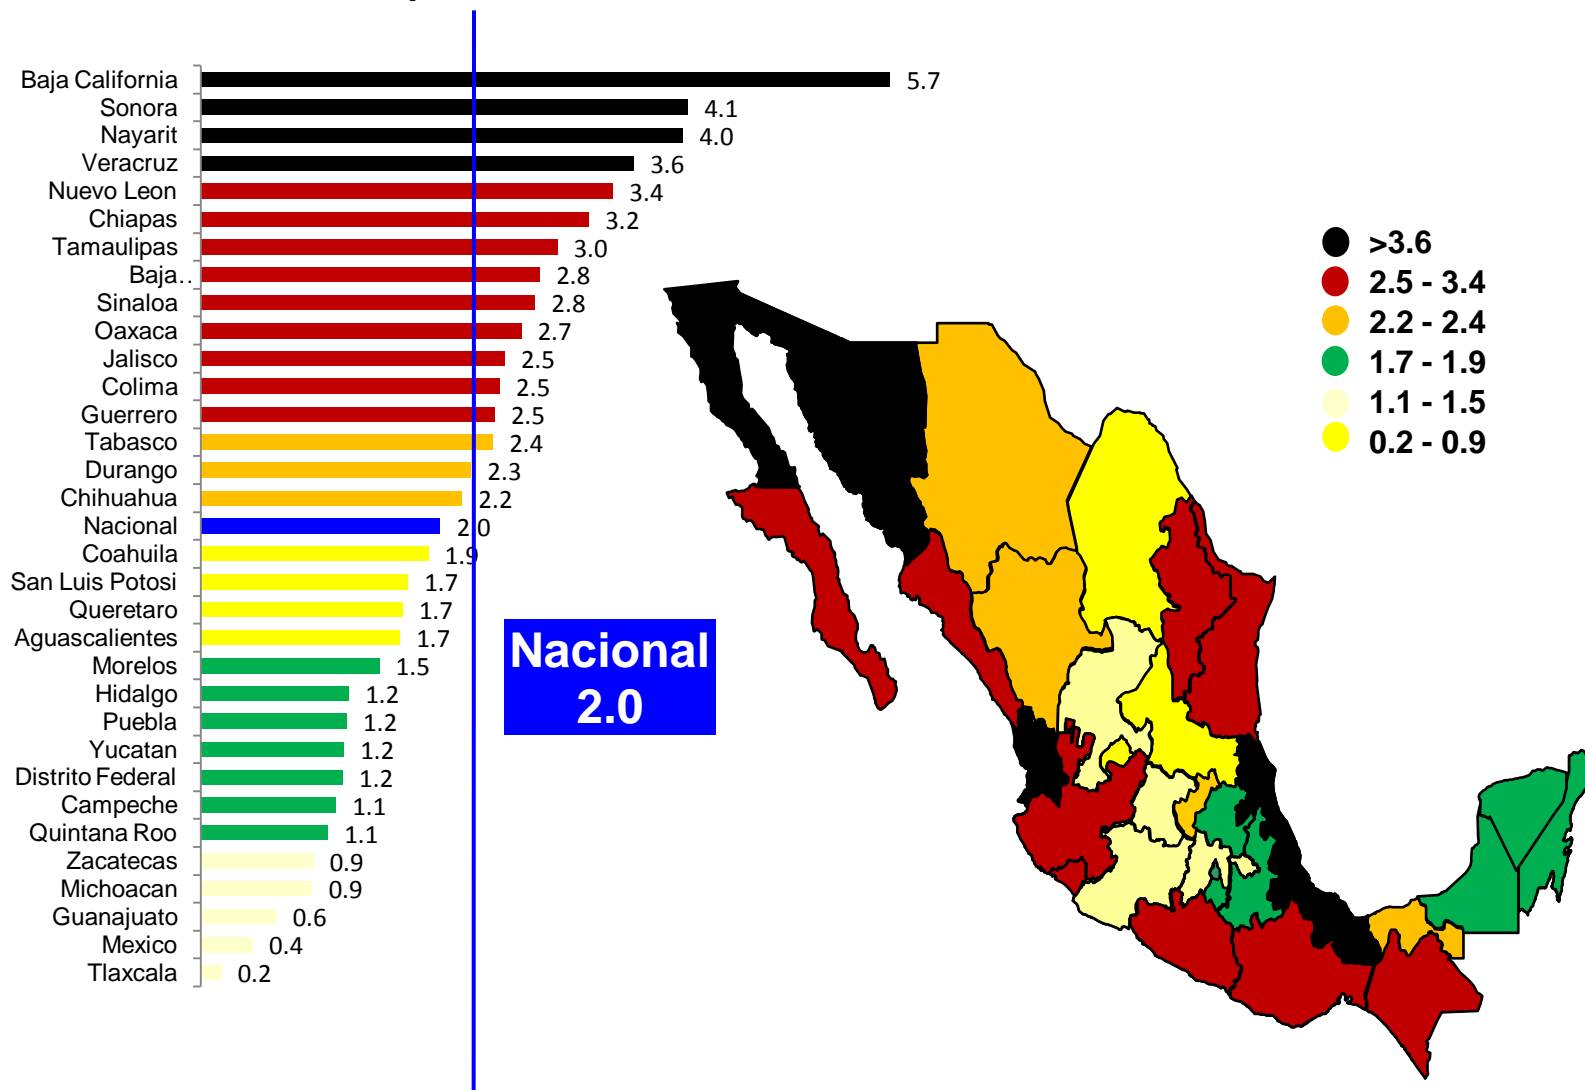 Baja California 5.7
Sonora 4.1
Nayarit 4.0
Veracruz 3.6
Nuevo Leon 3.4
Chiapas 3.2
Tamaulipas 3.0
Baja.. 2.8
Sinaloa 2.8
Oaxaca 2.7
Jalisco 2.5
Colima 2.5
Guerrero 2.5
Tabasco 2.4
Durango 2.3
Chihuahua 2.2
Nacional 2.0
Coahuila 1.9
San Luis Potosi 1.7
Queretaro 1.7
Aguascalientes 1.7
Morelos 1.5
Hidalgo 1.2
Puebla 1.2
Yucatan 1.2
Distrito Federal 1.2
Campeche 1.1
Quintana Roo 1.1
Zacatecas 0.9
Michoacan 0.9
Guanajuato 0.6
Mexico 0.4
Tlaxcala 0.2
Nacional
2.0
>3.6
2.5 - 3.4
2.2 - 2.4
1.7 - 1.9
1.1 - 1.5
0.2 - 0.9